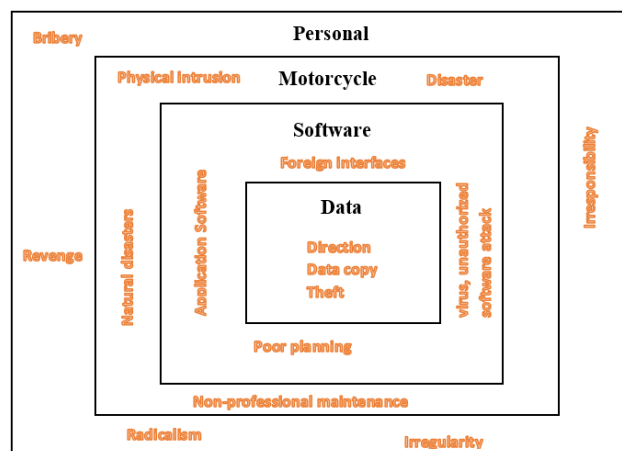 Personal
Bribery
Physical intrusion
Motorcycle
Disaster
Software
Foreign interfaces
Irresponsibility
Data
Direction
Data copy
Theft
Revenge
Natural disasters
Application Software
virus, unauthorized
software attack
Poor planning
Non-professional maintenance
Radicalism
Irregularity